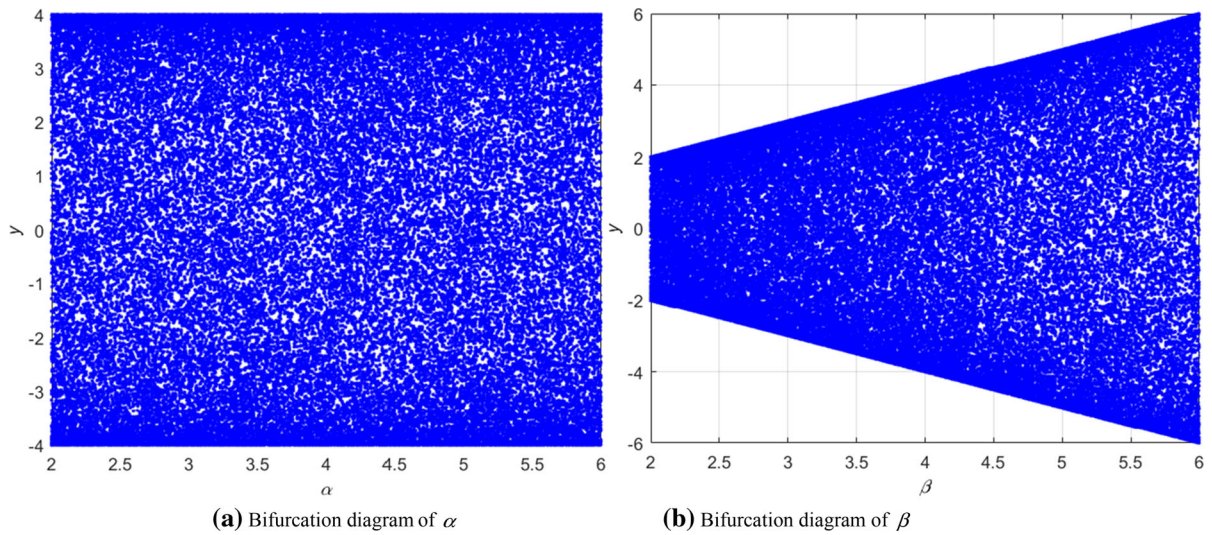 4
3
2
1
0
-1
-2
-3
-4
y
2 2.5 3 3.5 4 4.5 5 5.5 6
α
(a) Bifurcation diagram of α
6
4
2
0
-2
-4
-6
y
2 2.5 3 3.5 4 4.5 5 5.5 6
β
(b) Bifurcation diagram of β